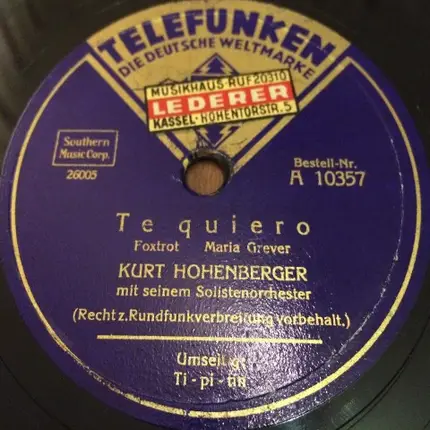 TELEFUNKEN
DIE DEUTSCHE WELTMARKE
MUSIKHAUS RUF 20310
LEDERER
KASSEL·HOHENTORSTR. 5
Southern
Music Corp.
26005
Bestell-Nr.
A 10357
Te quiero
Foxtrot Maria Grever
KURT HOHENBERGER
mit seinem Solistenorchester
(Recht z. Rundfunkverbreitung vorbehalt.)
Umseitg:
Ti-pi-tin